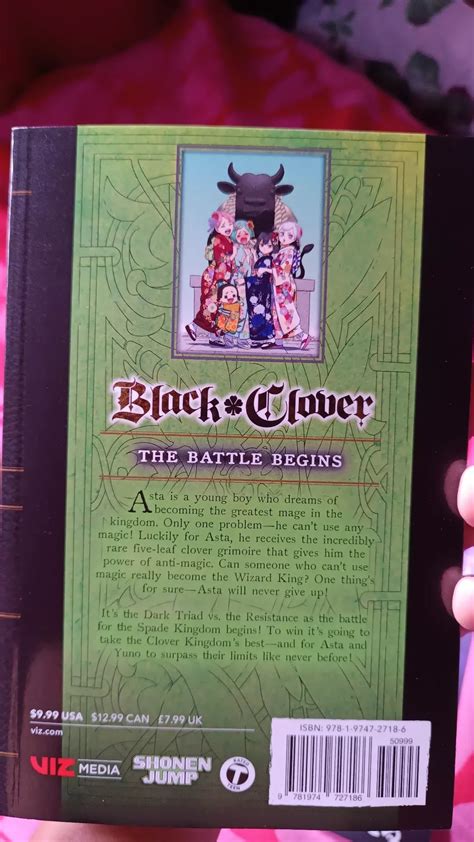 Black Clover
THE BATTLE BEGINS
Asta is a young boy who dreams of
becoming the greatest mage in the
kingdom. Only one problem—he can't use any
magic! Luckily for Asta, he receives the incredibly
rare five-leaf clover grimoire that gives him the
power of anti-magic. Can someone who can't use
magic really become the Wizard King? One thing's
for sure—Asta will never give up!
It's the Dark Triad vs. the Resistance as the battle
for the Spade Kingdom begins! To win it's going to
take the Clover Kingdom's best—and for Asta and
Yuno to surpass their limits like never before!
$9.99 USA $12.99 CAN £7.99 UK
viz.com
VIZ MEDIA
SHONEN
JUMP
RATED
T
TEEN
ISBN: 978-1-9747-2718-6
50999
9 781974 727186